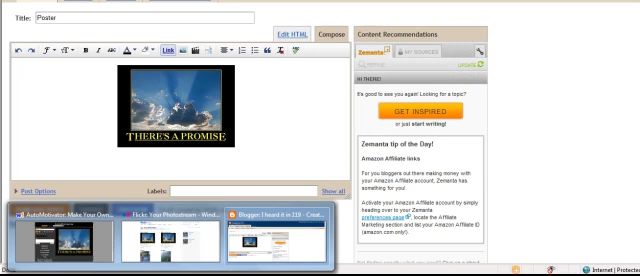 Title: Poster
Edit HTML Compose
Link
ABC
THERE'S A PROMISE
Post Options
Labels:
Show all
Content Recommendations
Zemanta
MY SOURCES
UPDATE
HI THERE!
It's good to see you again! Looking for a topic?
GET INSPIRED
or just start writing!
Zemanta tip of the Day!
Amazon Affiliate links
For you bloggers out there making money with
your Amazon Affiliate account, Zemanta has
something for you!
Activate your Amazon Affiliate account by simply
heading over to your Zemanta
preferences page, locate the Affiliate
Marketing section and list your Amazon Affiliate ID
(amazon.com only!).
AutoMotivator: Make Your Own...
Flickr: Your Photostream - Wind...
Blogger: I heard it in 119 - Creat...
Internet | Protecte